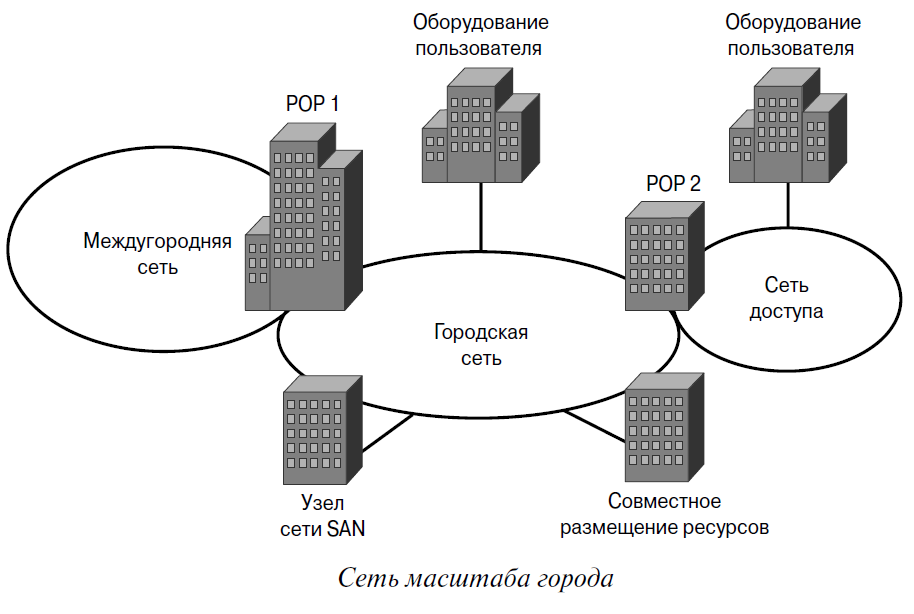 Оборудование
пользователя
Оборудование
пользователя
POP 1
POP 2
Междугородняя
сеть
Сеть
доступа
Городская
сеть
Узел
сети SAN
Совместное
размещение ресурсов
Сеть масштаба города